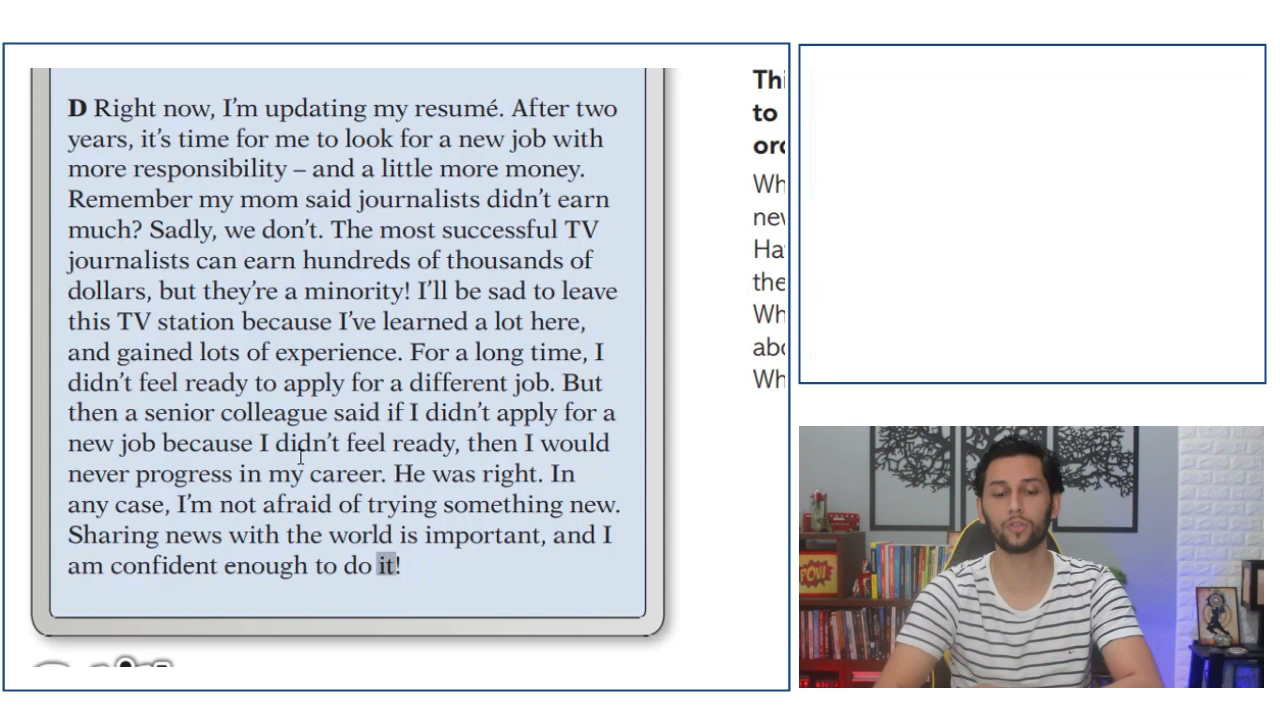 D Right now, I'm updating my resumé. After two
years, it's time for me to look for a new job with
more responsibility – and a little more money.
Remember my mom said journalists didn't earn
much? Sadly, we don't. The most successful TV
journalists can earn hundreds of thousands of
dollars, but they're a minority! I'll be sad to leave
this TV station because I've learned a lot here,
and gained lots of experience. For a long time, I
didn't feel ready to apply for a different job. But
then a senior colleague said if I didn't apply for a
new job because I didn't feel ready, then I would
never progress in my career. He was right. In
any case, I'm not afraid of trying something new.
Sharing news with the world is important, and I
am confident enough to do it!
to
the
POW!